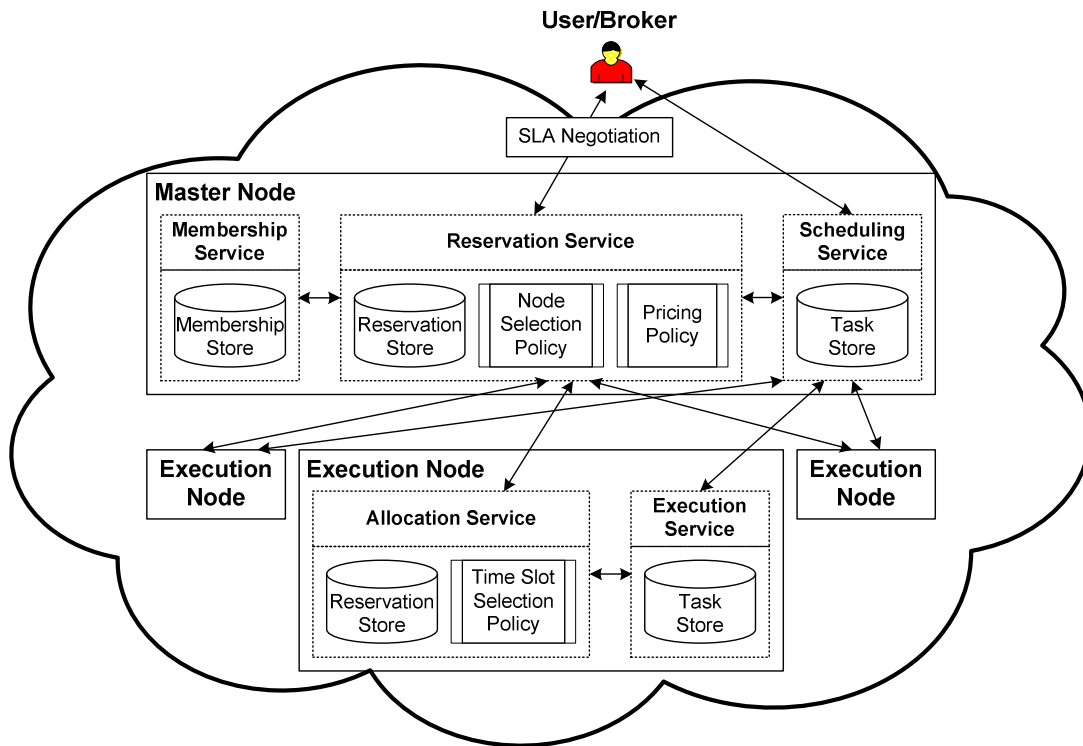 User/Broker
SLA Negotiation
Master Node
Membership
Service
Reservation Service
Scheduling
Service
Membership
Store
Reservation
Store
Node
Selection
Policy
Pricing
Policy
Task
Store
Execution
Node
Execution Node
Execution
Node
Allocation Service
Execution
Service
Reservation
Store
Time Slot
Selection
Policy
Task
Store